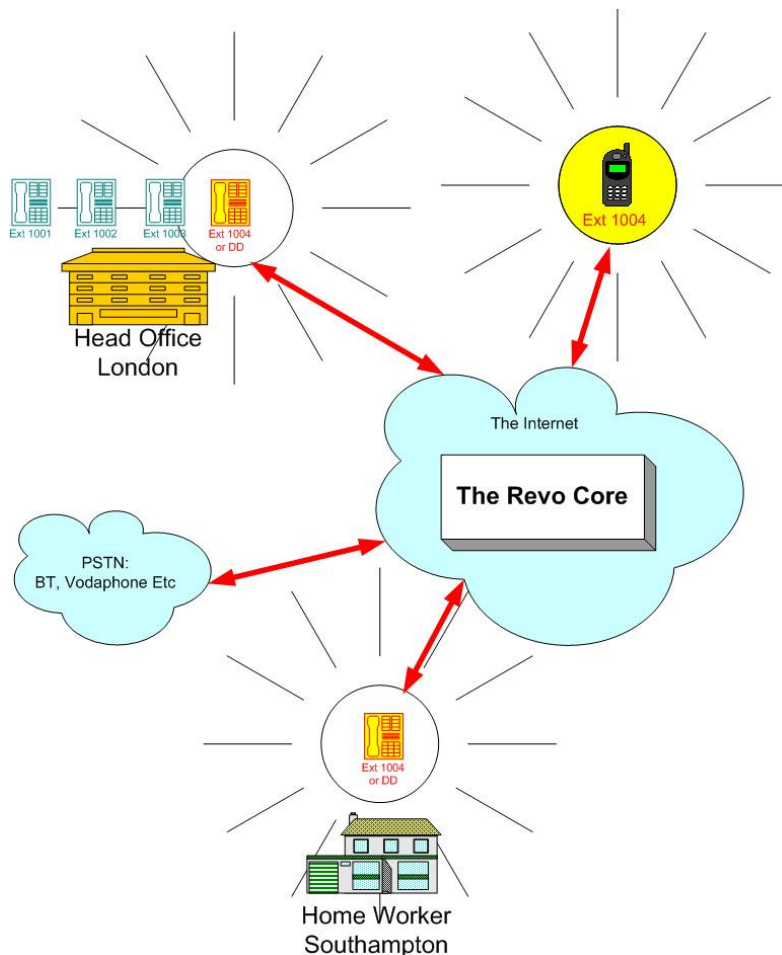 Ext 1001
Ext 1002
Ext 1003
Ext 1004
or DD
Head Office
London
Ext 1004
The Internet
The Revo Core
PSTN:
BT, Vodaphone Etc
Ext 1004
or DD
Home Worker
Southampton